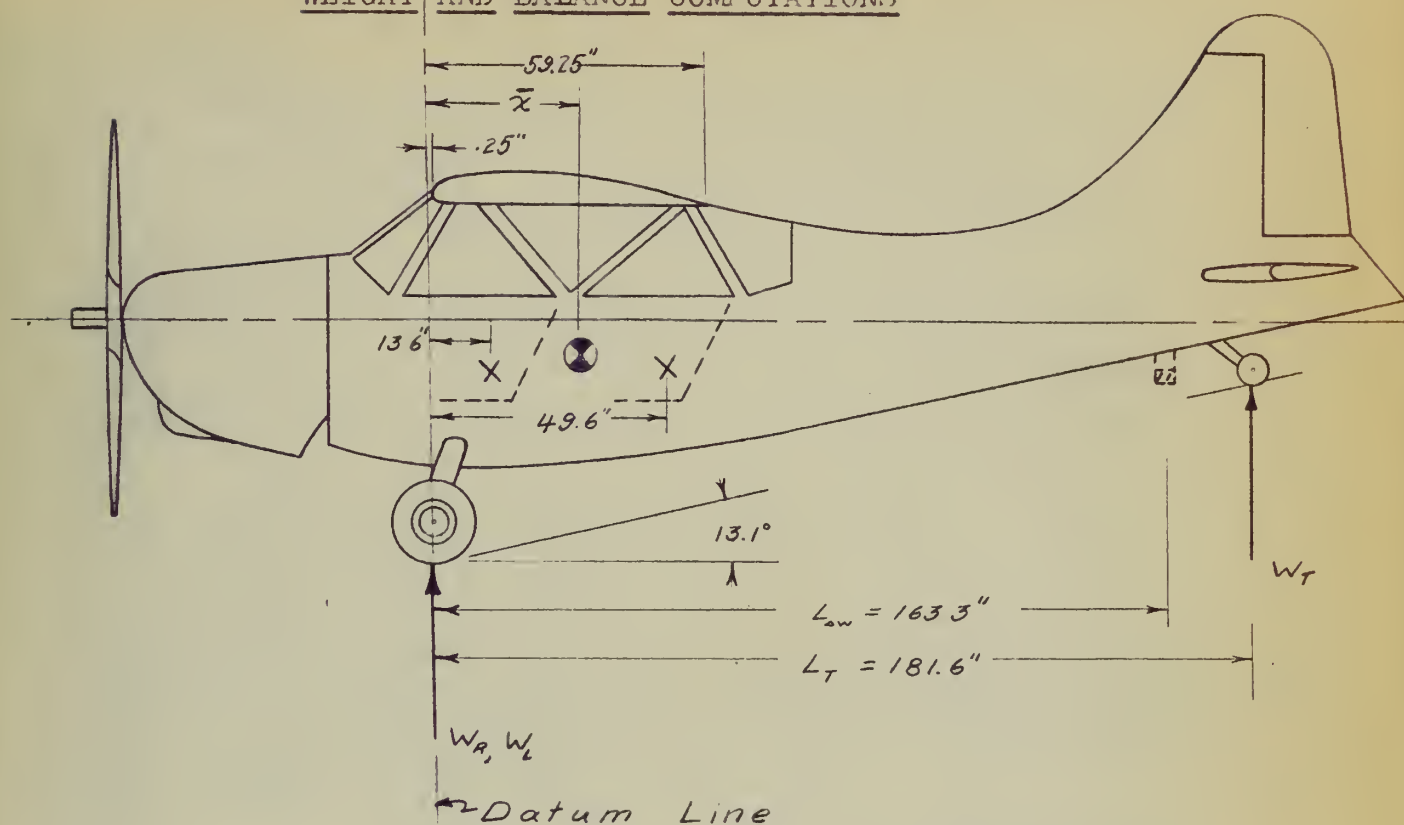 WEIGHT AND BALANCE COMPUTATIONS
59.25"
x̄
.25"
13.6"
49.6"
13.1°
W_T
L_sw = 163.3"
L_T = 181.6"
W_R, W_L
Datum Line